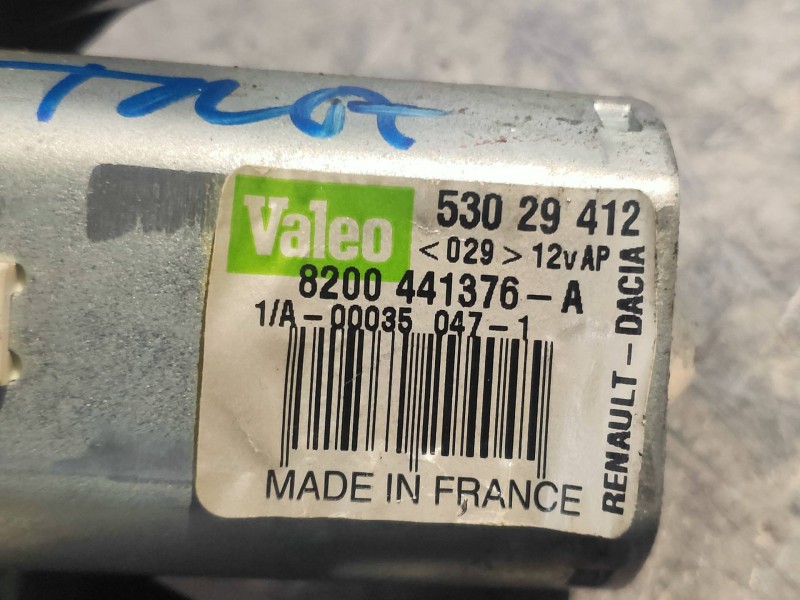 Valeo
530 29 412
<029> 12v AP
8200 441376-A
1/A-00035 047-1
MADE IN FRANCE
RENAULT-DACIA